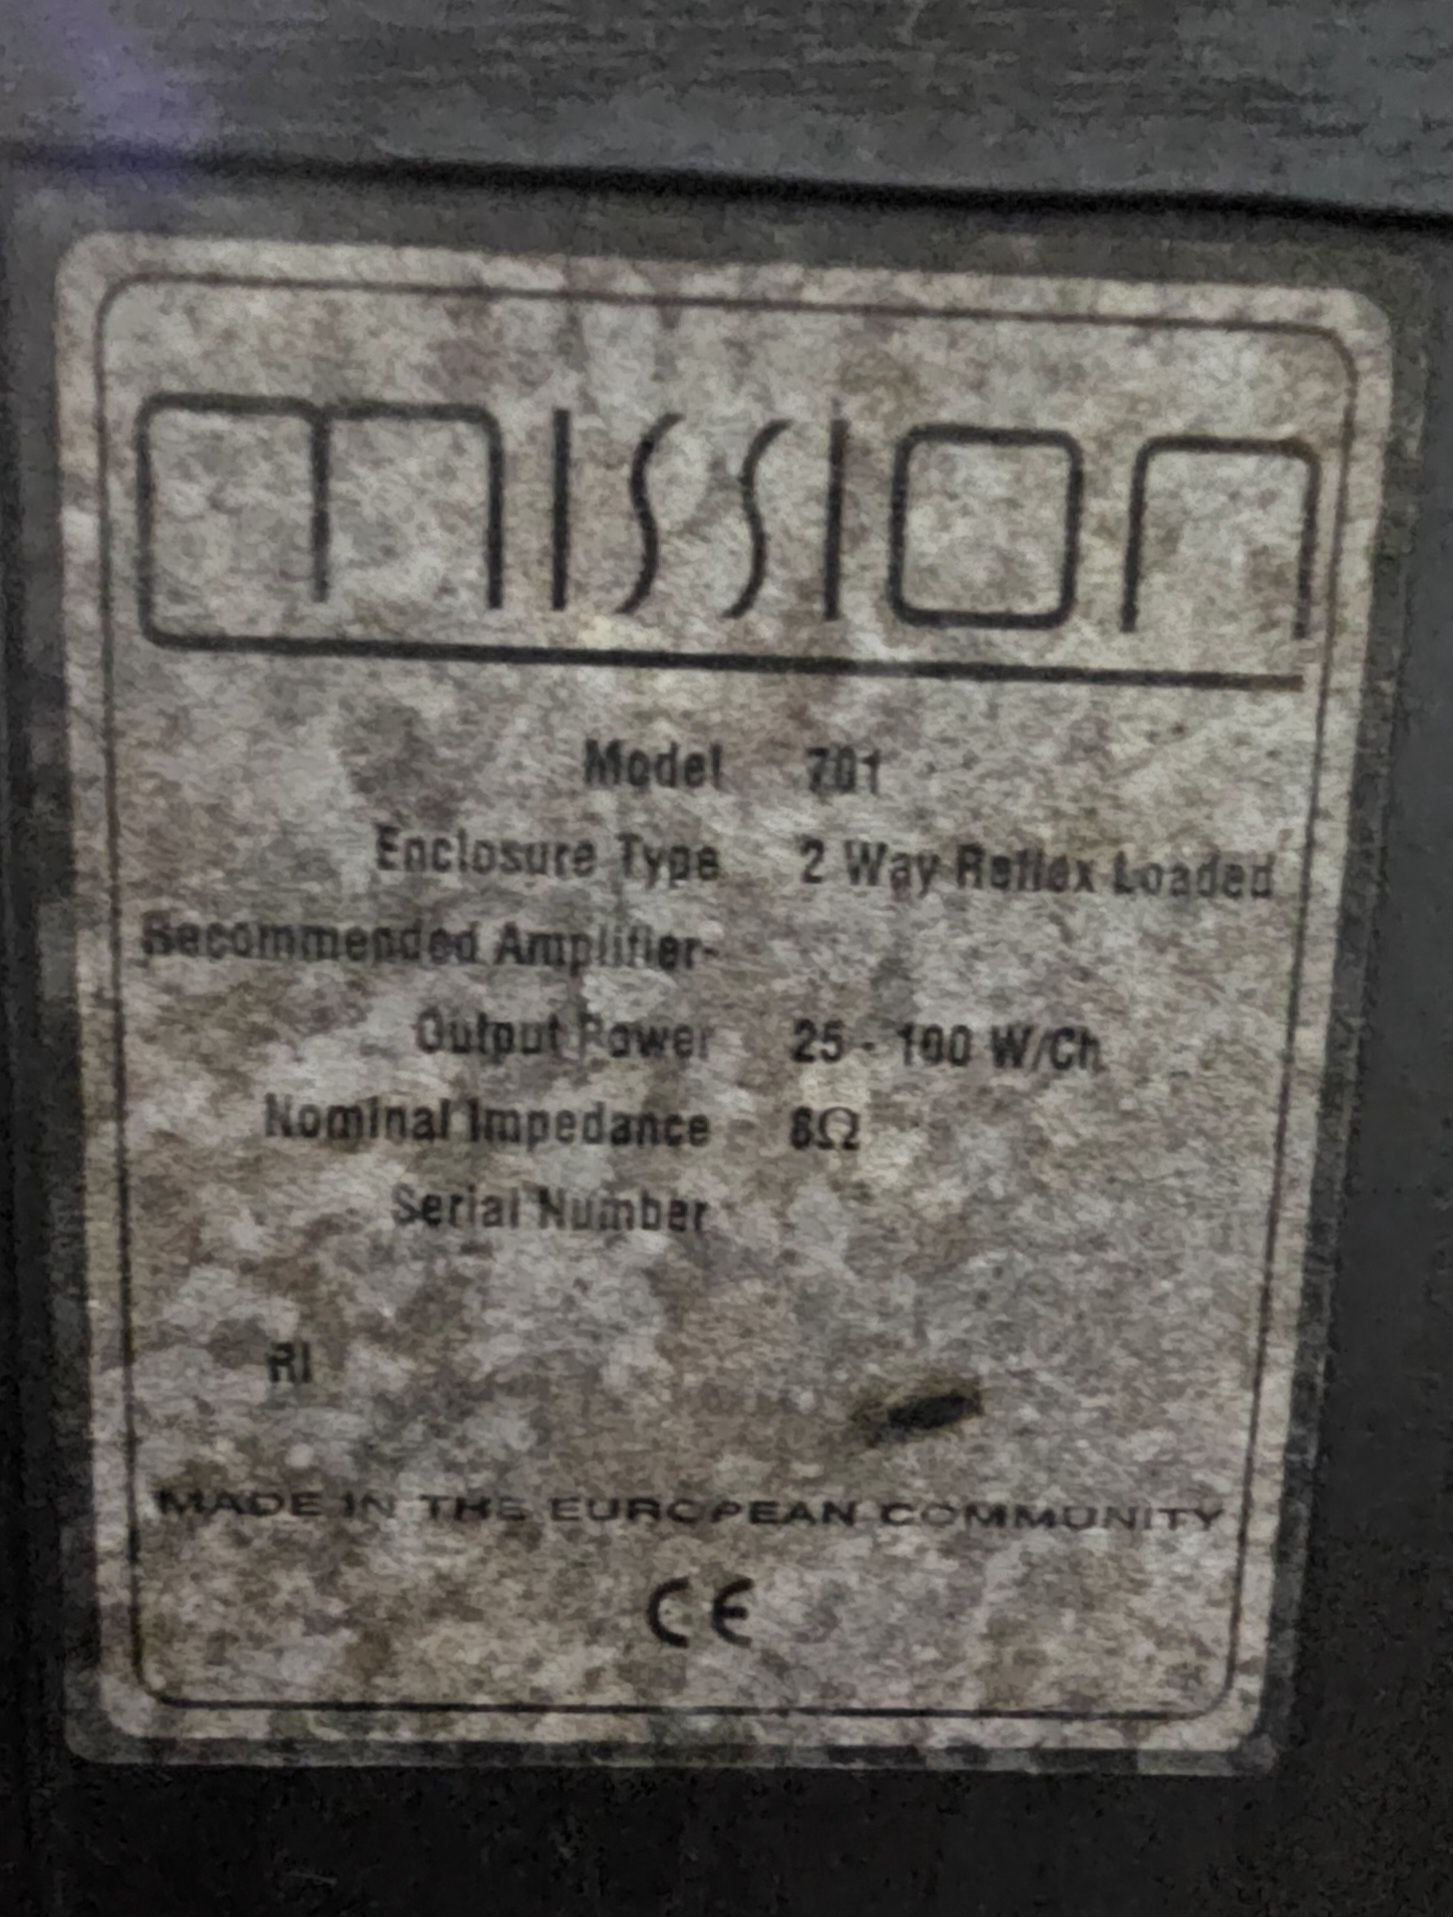 mission
Model 701
Enclosure Type 2 Way Reflex Loaded
Recommended Amplifier-
Output Power 25 - 100 W/Ch
Nominal Impedance 8Ω
Serial Number
RI
MADE IN THE EUROPEAN COMMUNITY
CE